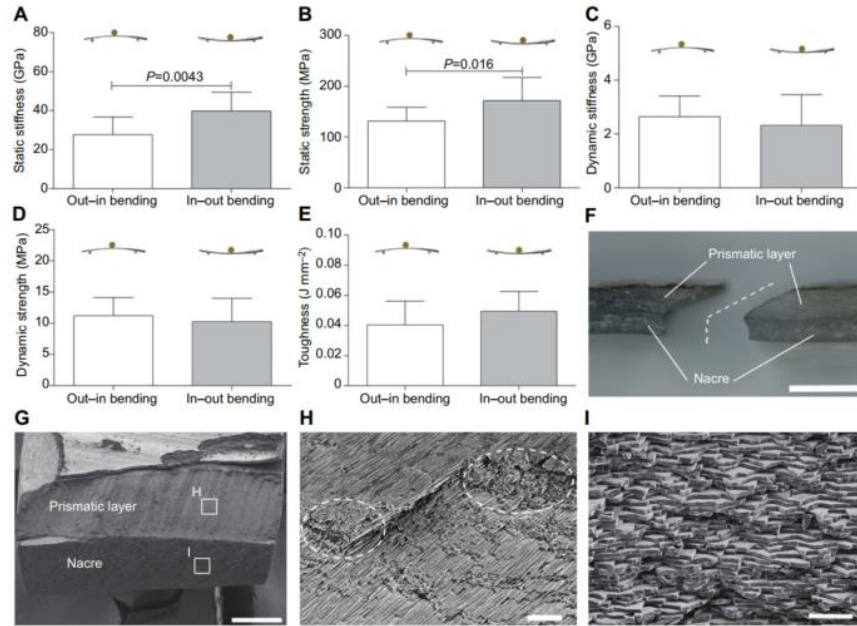 A
Static stiffness (GPa)
80
60
40
20
0
P=0.0043
Out–in bending
In–out bending
B
Static strength (MPa)
300
200
100
0
P=0.016
Out–in bending
In–out bending
C
Dynamic stiffness (GPa)
6
4
2
0
Out–in bending
In–out bending
D
Dynamic strength (MPa)
25
20
15
10
5
0
Out–in bending
In–out bending
E
Toughness (J mm−2)
0.10
0.08
0.06
0.04
0.02
0
Out–in bending
In–out bending
F
Prismatic layer
Nacre
G
Prismatic layer
H
Nacre
I
H
I